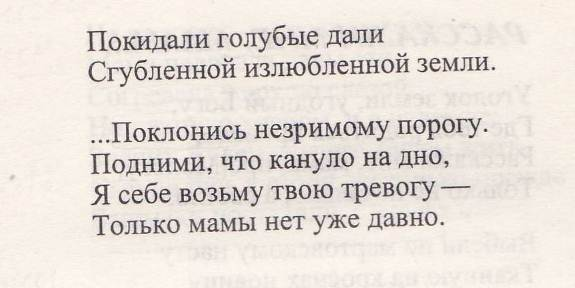 Покидали голубые дали
Сгубленной излюбленной земли.
...Поклонись незримому порогу.
Подними, что кануло на дно,
Я себе возьму твою тревогу —
Только мамы нет уже давно.